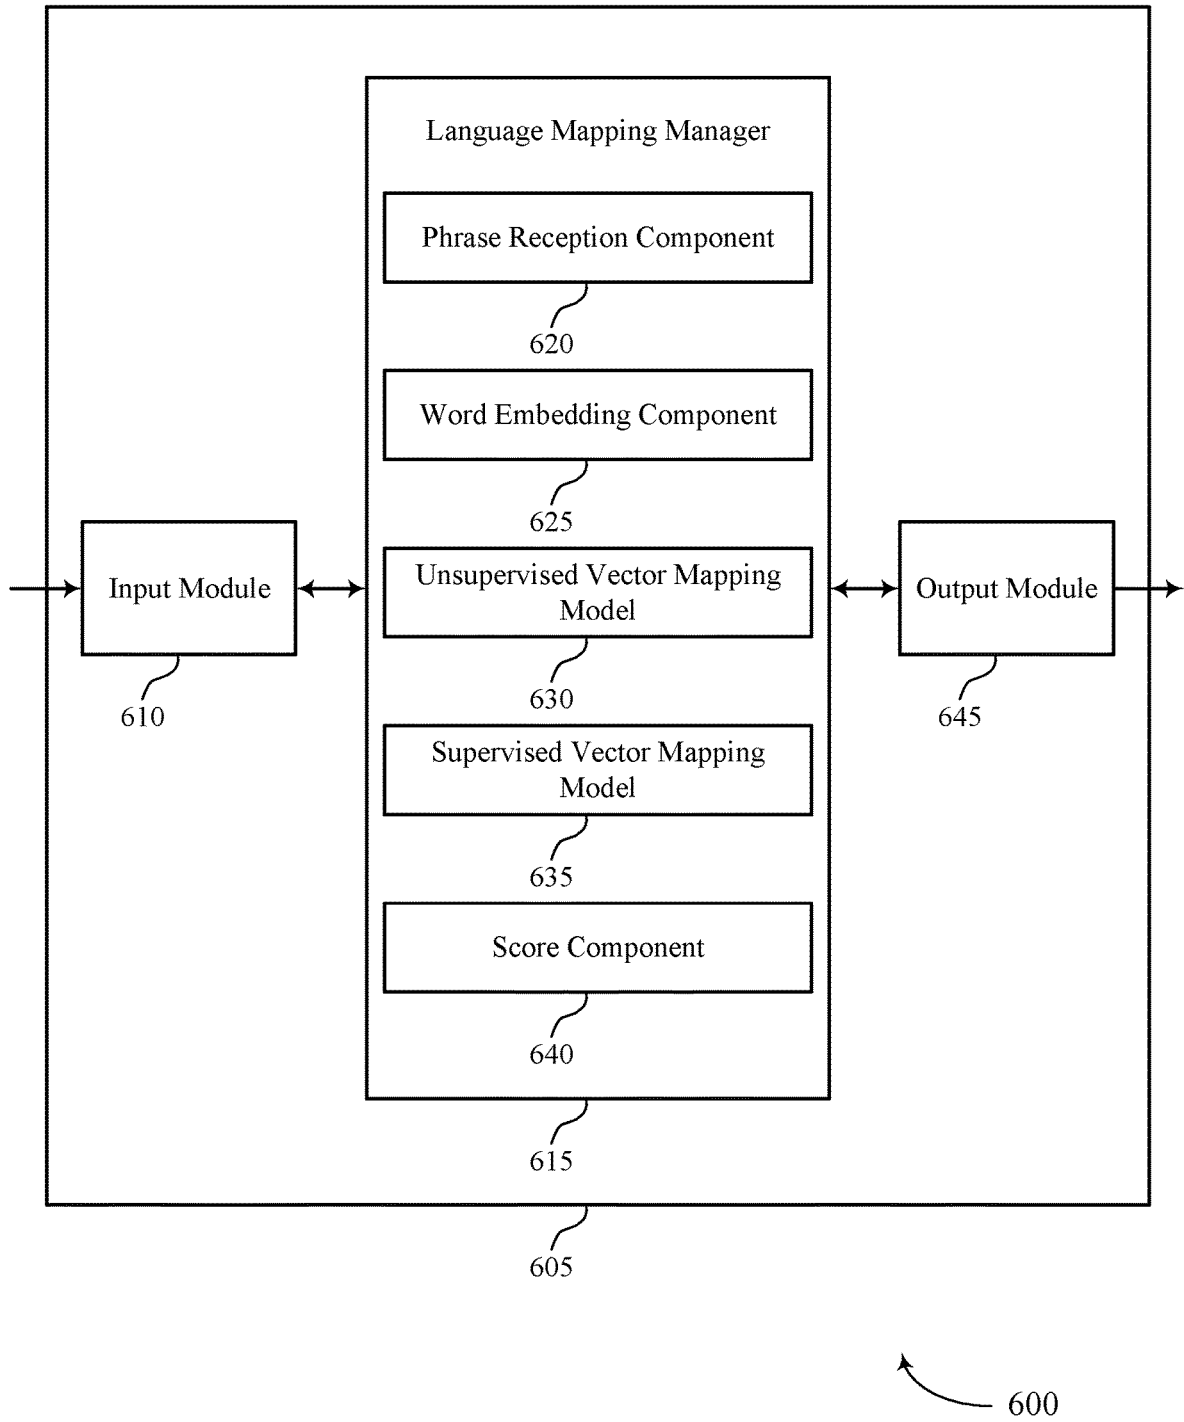 Language Mapping Manager
Phrase Reception Component
620
Word Embedding Component
625
Input Module
610
Unsupervised Vector Mapping
Model
630
Output Module
645
Supervised Vector Mapping
Model
635
Score Component
640
615
605
600